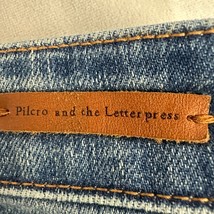 Pilcro and the Letterpress